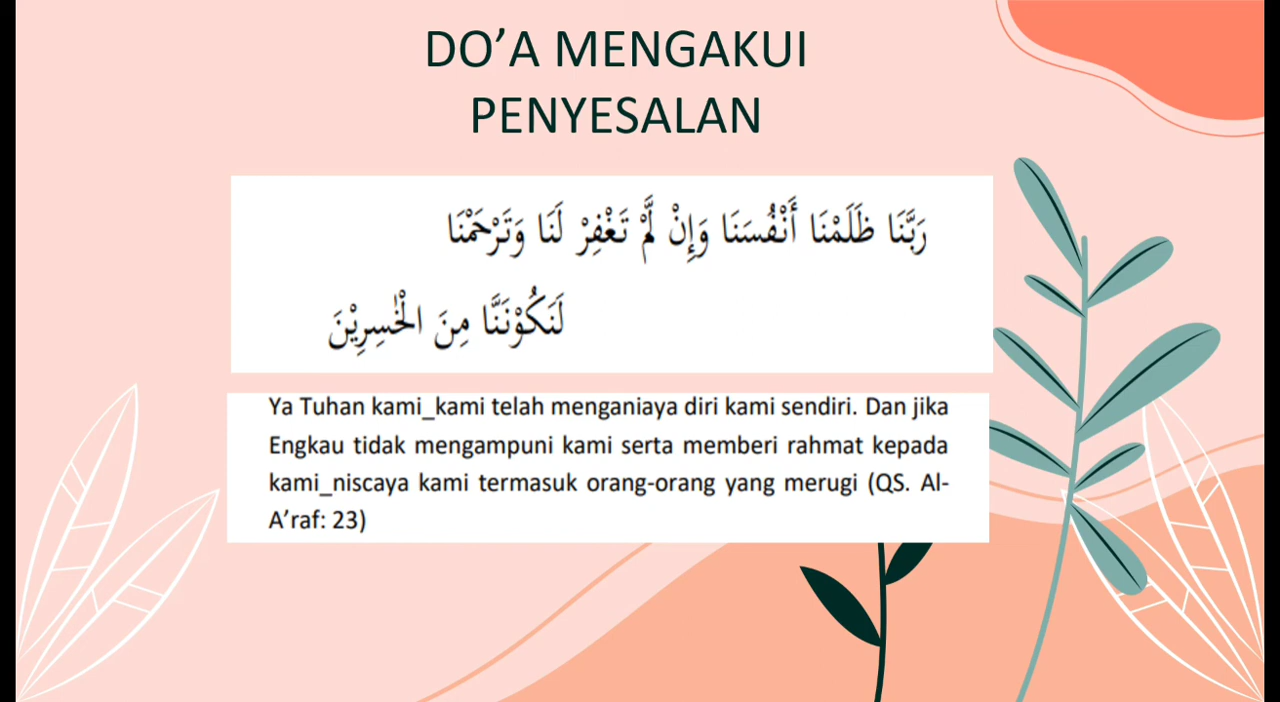 DO’A MENGAKUI
PENYESALAN
رَبَّنَا ظَلَمْنَا أَنْفُسَنَا وَإِنْ لَّمْ تَغْفِرْ لَنَا وَتَرْحَمْنَا
لَنَكُوْنَنَّا مِنَ الْخٰسِرِيْنَ
Ya Tuhan kami_kami telah menganiaya diri kami sendiri. Dan jika
Engkau tidak mengampuni kami serta memberi rahmat kepada
kami_niscaya kami termasuk orang-orang yang merugi (QS. Al-
A’raf: 23)